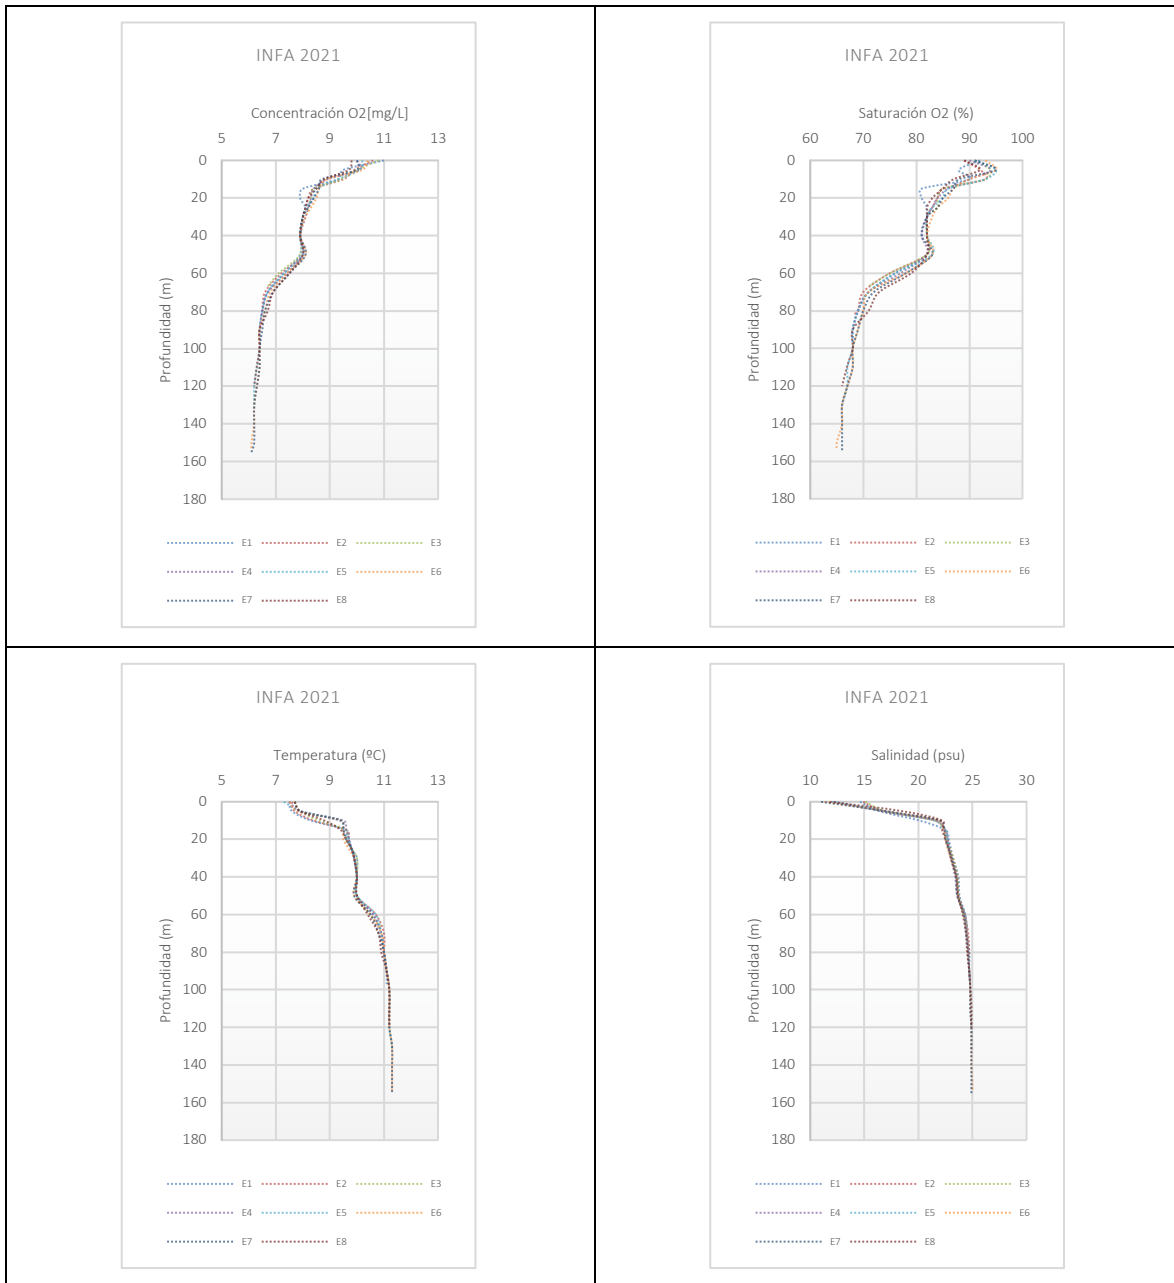 INFA 2021
Concentración O2[mg/L]
5 7 9 11 13
0
20
40
60
80
100
120
140
160
180
Profundidad (m)
E1 E2 E3
E4 E5 E6
E7 E8
INFA 2021
Saturación O2 (%)
60 70 80 90 100
0
20
40
60
80
100
120
140
160
180
Profundidad (m)
E1 E2 E3
E4 E5 E6
E7 E8
INFA 2021
Temperatura (ºC)
5 7 9 11 13
0
20
40
60
80
100
120
140
160
180
Profundidad (m)
E1 E2 E3
E4 E5 E6
E7 E8
INFA 2021
Salinidad (psu)
10 15 20 25 30
0
20
40
60
80
100
120
140
160
180
Profundidad (m)
E1 E2 E3
E4 E5 E6
E7 E8